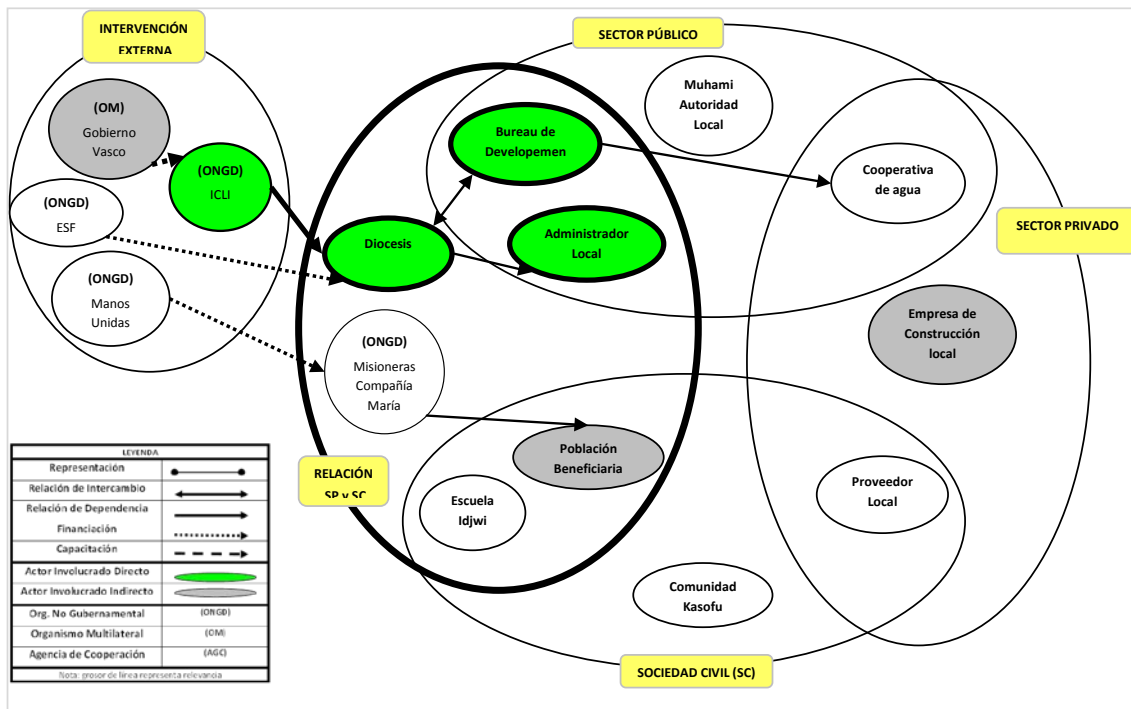 INTERVENCIÓN
EXTERNA
(OM)
Gobierno
Vasco
(ONGD)
ICLI
(ONGD)
ESF
(ONGD)
Manos
Unidas
SECTOR PÚBLICO
Muhami
Autoridad
Local
Bureau de
Developemen
Cooperativa
de agua
Diocesis
Administrador
Local
SECTOR PRIVADO
Empresa de
Construcción
local
(ONGD)
Misioneras
Compañía
María
Población
Beneficiaria
RELACIÓN
SP y SC
Escuela
Idjwi
Proveedor
Local
Comunidad
Kasofu
SOCIEDAD CIVIL (SC)
LEYENDA
Representación
Relación de Intercambio
Relación de Dependencia
Financiación
Capacitación
Actor Involucrado Directo
Actor Involucrado Indirecto
Org. No Gubernamental (ONGD)
Organismo Multilateral (OM)
Agencia de Cooperación (AGC)
Nota: grosor de línea representa relevancia